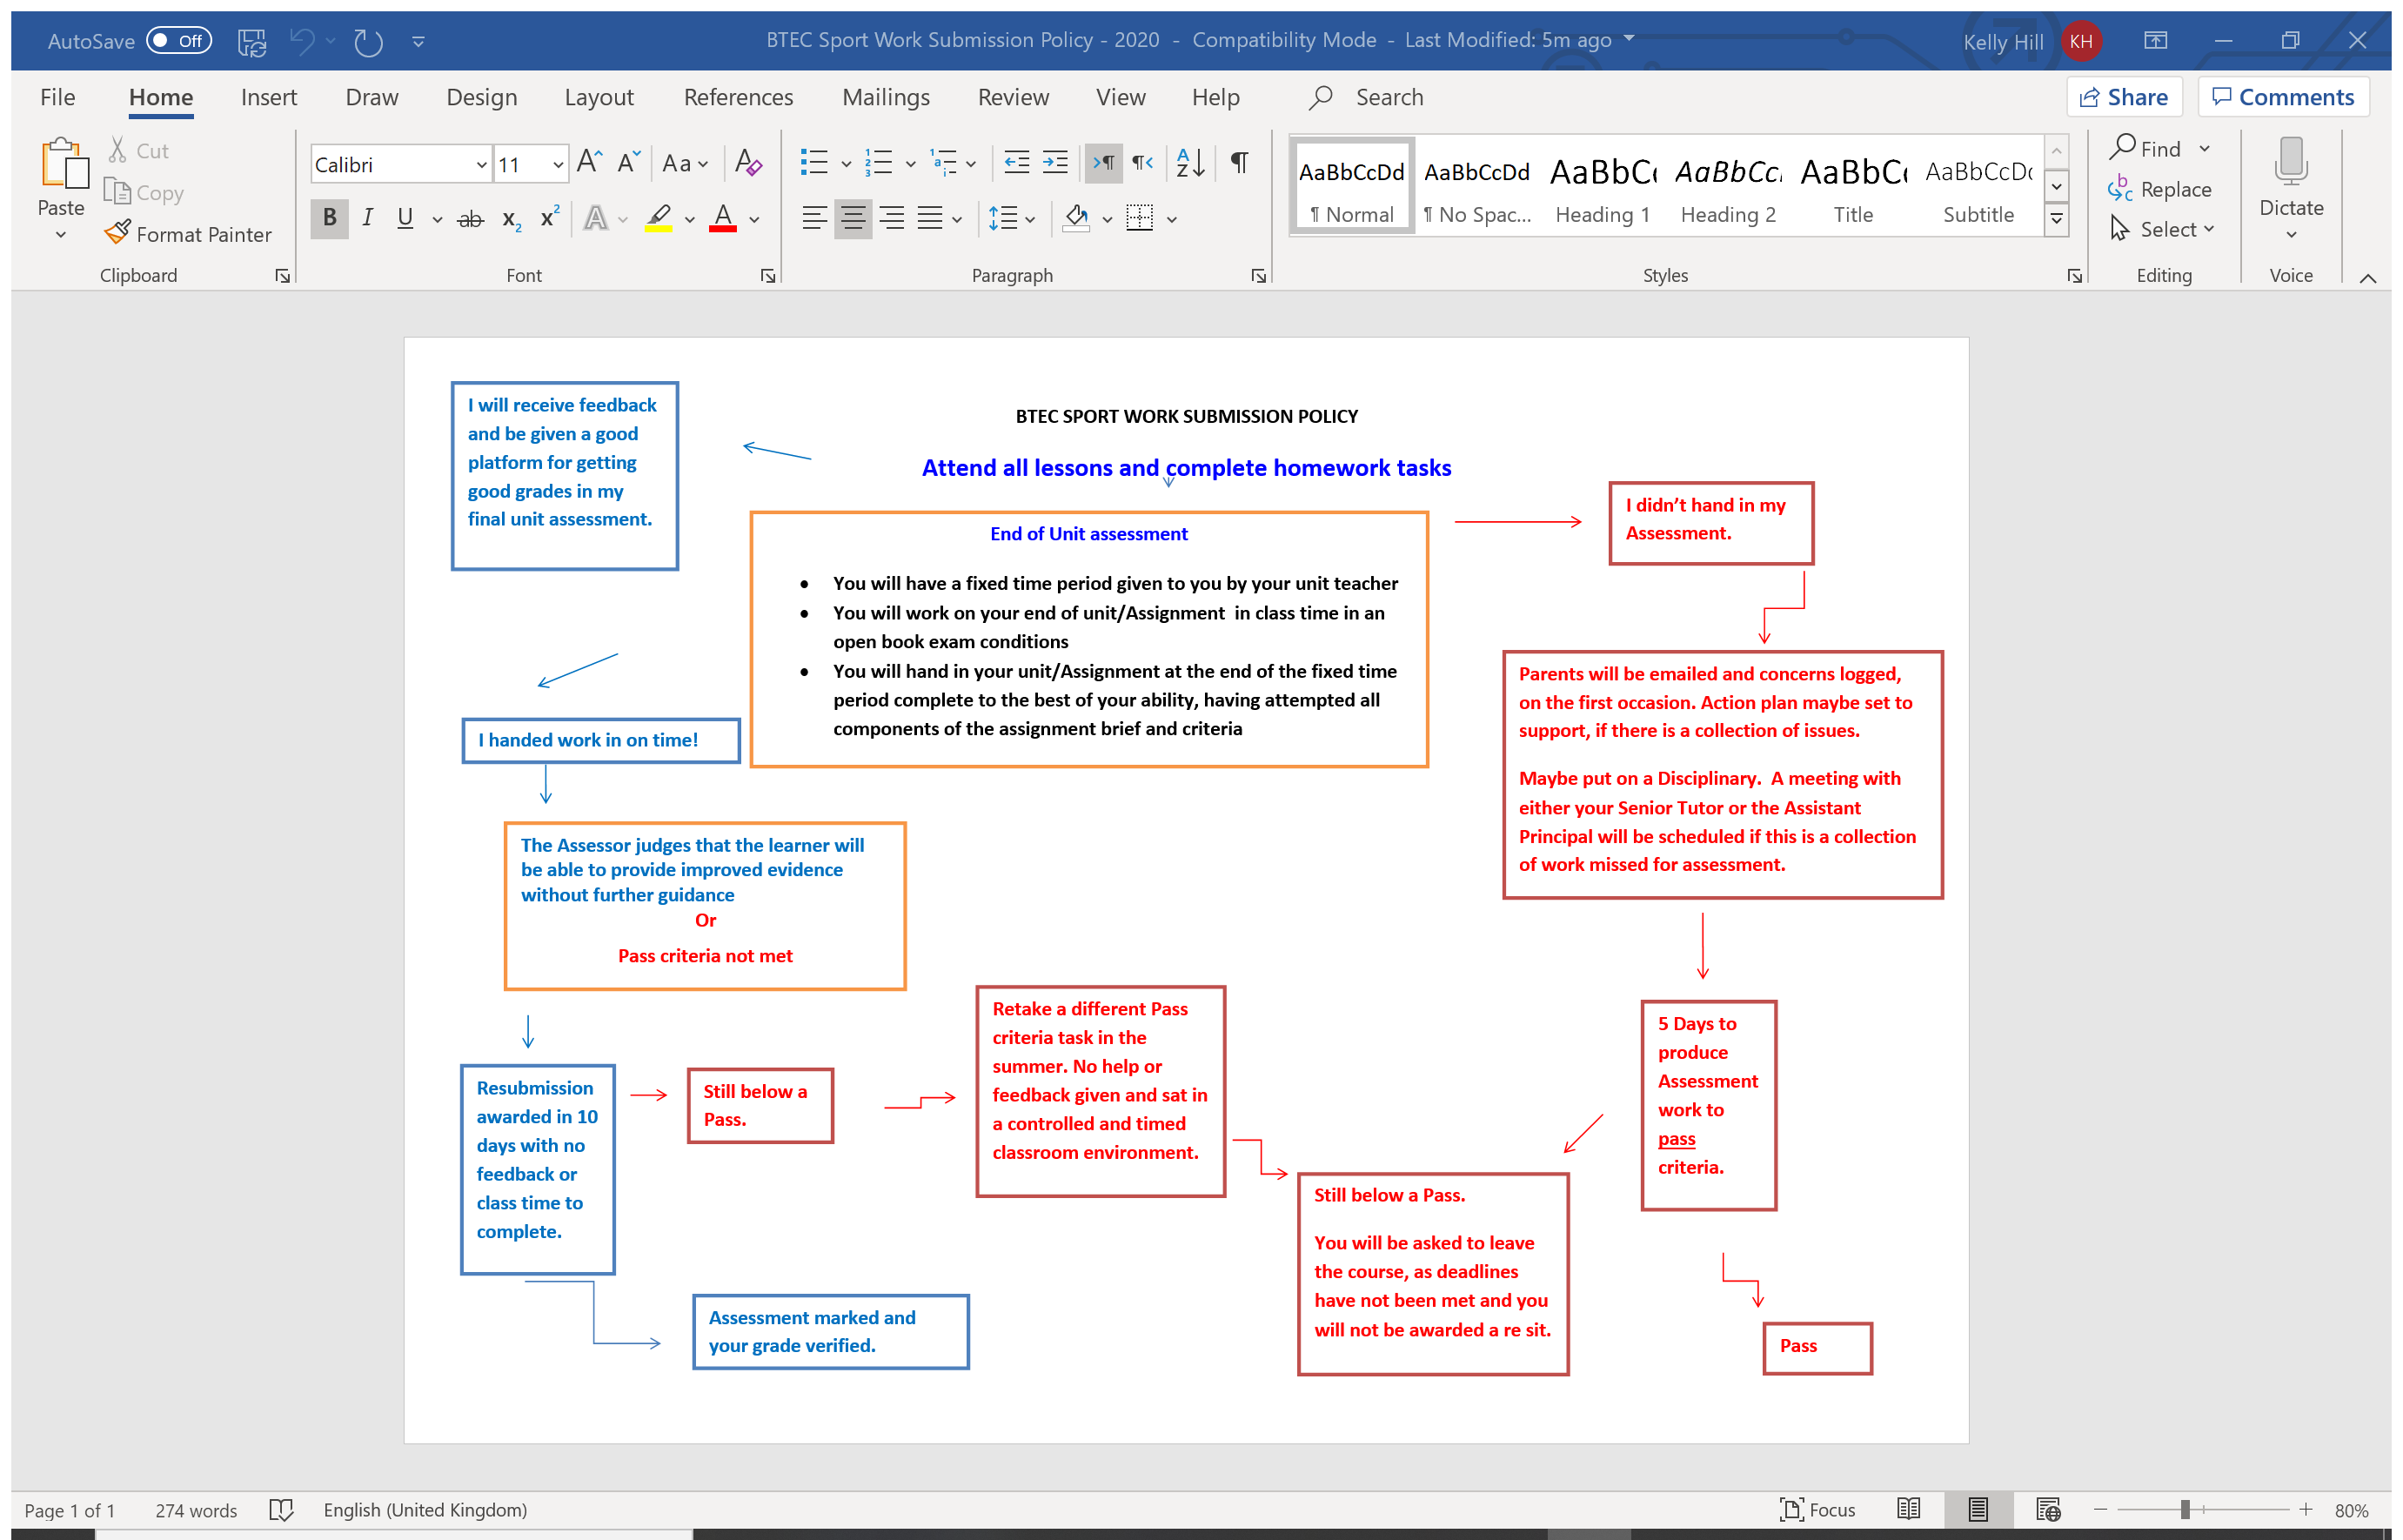 AutoSave Off BTEC Sport Work Submission Policy - 2020 - Compatibility Mode - Last Modified: 5m ago Kelly Hill KH
File Home Insert Draw Design Layout References Mailings Review View Help Search Share Comments
Paste
Cut
Copy
Format Painter
Clipboard
Calibri 11
Font
Paragraph
AaBbCcDd AaBbCcDd AaBbC AaBbCc AaBbC AaBbCcD
¶ Normal ¶ No Spac... Heading 1 Heading 2 Title Subtitle
Styles
Find
Replace
Select
Editing
Dictate
Voice
BTEC SPORT WORK SUBMISSION POLICY
Attend all lessons and complete homework tasks
I will receive feedback
and be given a good
platform for getting
good grades in my
final unit assessment.
End of Unit assessment
• You will have a fixed time period given to you by your unit teacher
• You will work on your end of unit/Assignment in class time in an
open book exam conditions
• You will hand in your unit/Assignment at the end of the fixed time
period complete to the best of your ability, having attempted all
components of the assignment brief and criteria
I didn’t hand in my
Assessment.
Parents will be emailed and concerns logged,
on the first occasion. Action plan maybe set to
support, if there is a collection of issues.
Maybe put on a Disciplinary. A meeting with
either your Senior Tutor or the Assistant
Principal will be scheduled if this is a collection
of work missed for assessment.
I handed work in on time!
The Assessor judges that the learner will
be able to provide improved evidence
without further guidance
Or
Pass criteria not met
Resubmission
awarded in 10
days with no
feedback or
class time to
complete.
Still below a
Pass.
Retake a different Pass
criteria task in the
summer. No help or
feedback given and sat in
a controlled and timed
classroom environment.
5 Days to
produce
Assessment
work to
pass
criteria.
Still below a Pass.
You will be asked to leave
the course, as deadlines
have not been met and you
will not be awarded a re sit.
Assessment marked and
your grade verified.
Pass
Page 1 of 1 274 words English (United Kingdom) Focus 80%